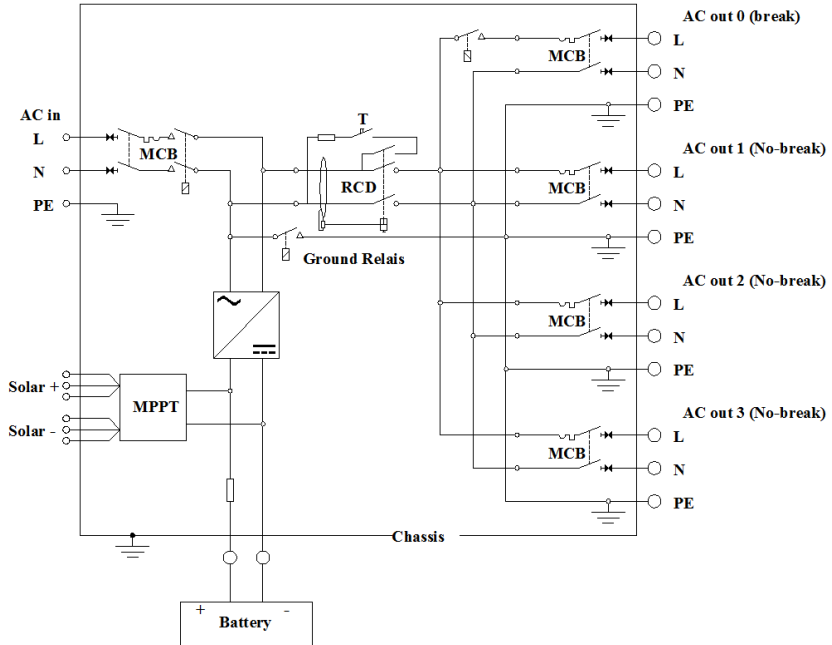 AC out 0 (break)
L
MCB
N
PE
AC in
L
MCB
N
PE
T
RCD
Ground Relais
AC out 1 (No-break)
L
MCB
N
PE
AC out 2 (No-break)
L
MCB
N
PE
Solar +
MPPT
Solar -
AC out 3 (No-break)
L
MCB
N
PE
Chassis
+ -
Battery